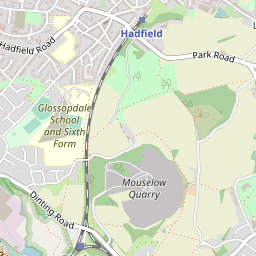 Hadfield
Hadfield Road
Park Road
Glossopdale
School
and Sixth
Form
Mouselow
Quarry
Dinting Road